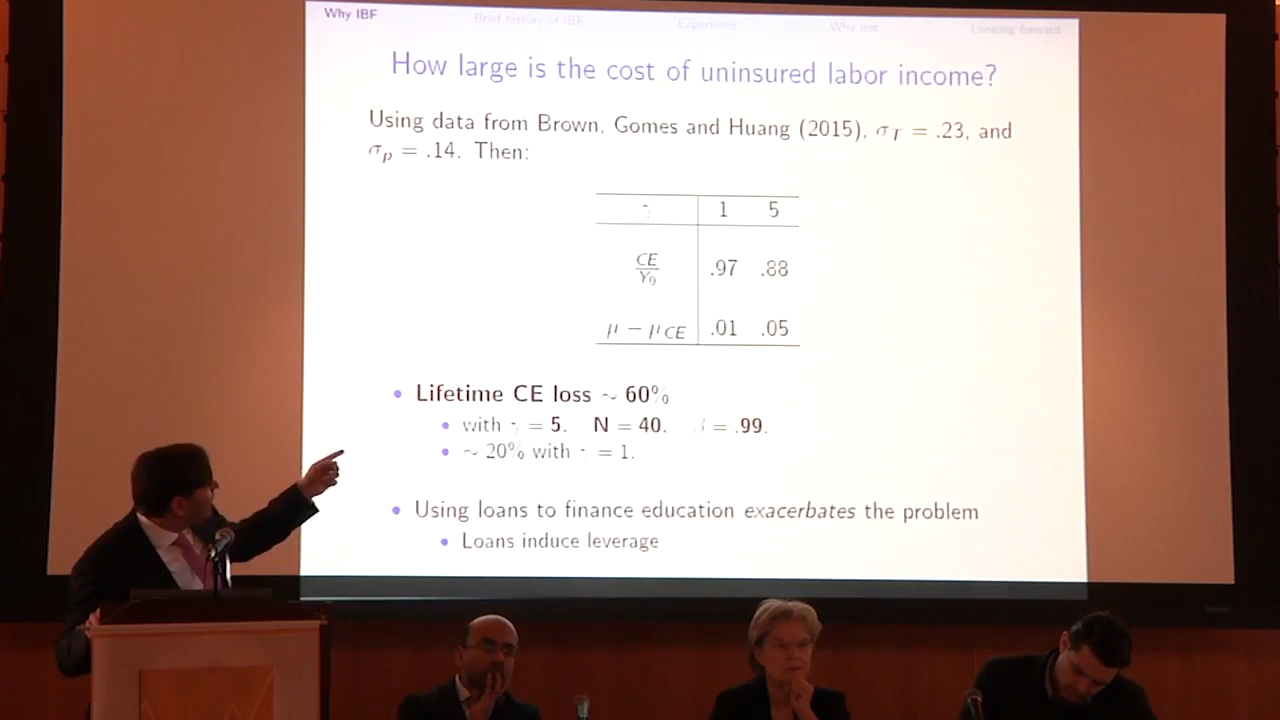 Why IBF Brief history of IBF Experience Why not Looking forward
How large is the cost of uninsured labor income?
Using data from Brown, Gomes and Huang (2015), σ_T = .23, and
σ_p = .14. Then:
γ 1 5
CE/Y₀ .97 .88
μ − μ_CE .01 .05
• Lifetime CE loss ~ 60%
• with γ = 5. N = 40. β = .99.
• ~ 20% with γ = 1.
• Using loans to finance education exacerbates the problem
• Loans induce leverage